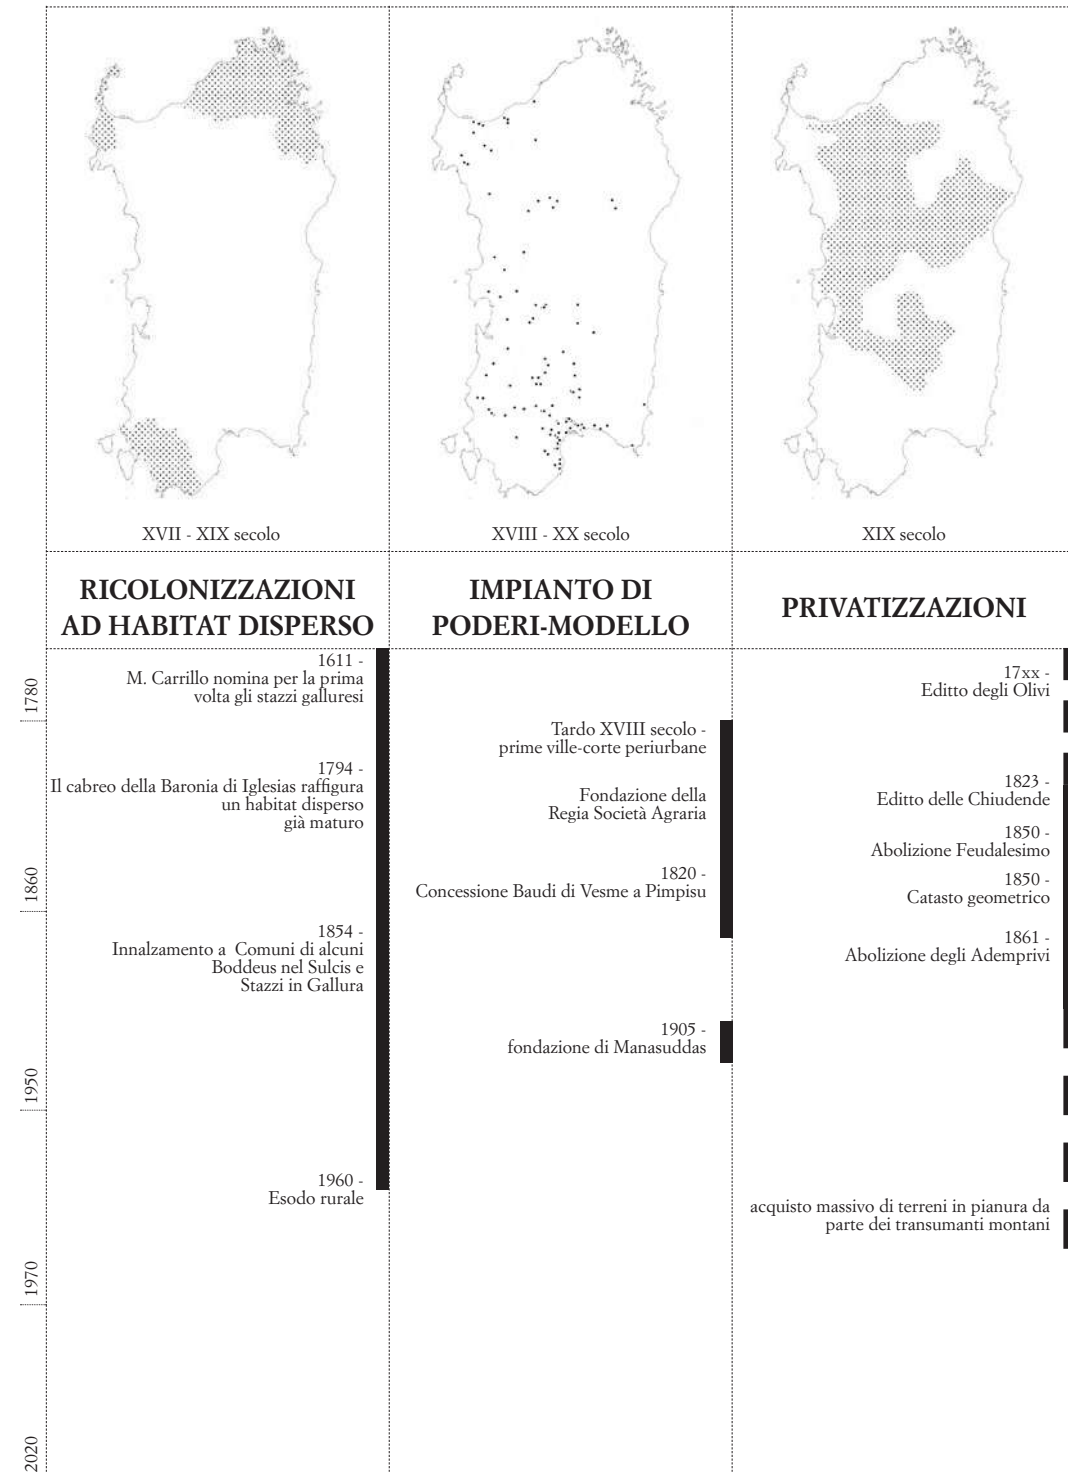 XVII - XIX secolo
XVIII - XX secolo
XIX secolo
RICOLONIZZAZIONI
AD HABITAT DISPERSO
IMPIANTO DI
PODERI-MODELLO
PRIVATIZZAZIONI
1780
1860
1950
1970
2020
1611 -
M. Carrillo nomina per la prima
volta gli stazzi galluresi
1794 -
Il cabreo della Baronia di Iglesias raffigura
un habitat disperso
già maturo
1854 -
Innalzamento a Comuni di alcuni
Boddeus nel Sulcis e
Stazzi in Gallura
1960 -
Esodo rurale
Tardo XVIII secolo -
prime ville-corte periurbane
Fondazione della
Regia Società Agraria
1820 -
Concessione Baudi di Vesme a Pimpisu
1905 -
fondazione di Manasuddas
17xx -
Editto degli Olivi
1823 -
Editto delle Chiudende
1850 -
Abolizione Feudalesimo
1850 -
Catasto geometrico
1861 -
Abolizione degli Ademprivi
acquisto massivo di terreni in pianura da
parte dei transumanti montani